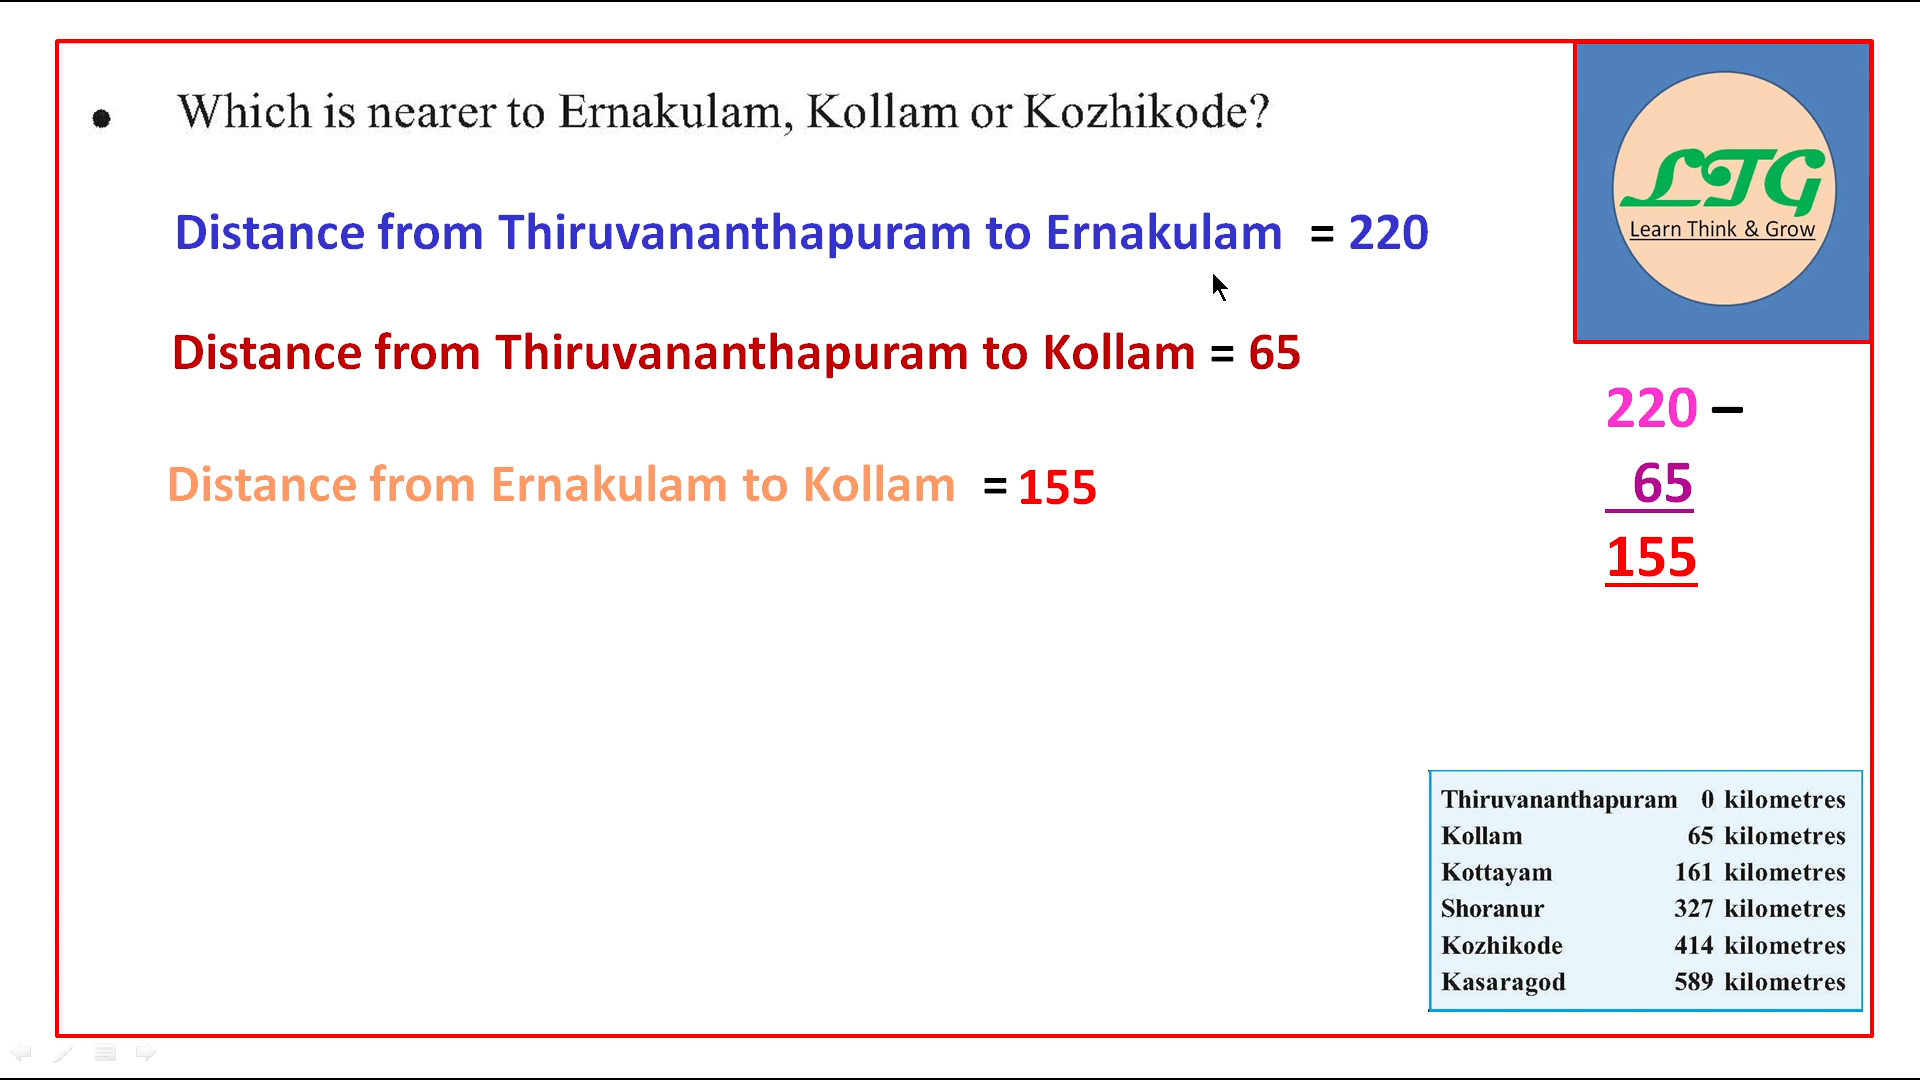 • Which is nearer to Ernakulam, Kollam or Kozhikode?
LTG
Learn Think & Grow
Distance from Thiruvananthapuram to Ernakulam = 220
Distance from Thiruvananthapuram to Kollam = 65
Distance from Ernakulam to Kollam = 155
220 –
65
155
Thiruvananthapuram 0 kilometres
Kollam 65 kilometres
Kottayam 161 kilometres
Shoranur 327 kilometres
Kozhikode 414 kilometres
Kasaragod 589 kilometres